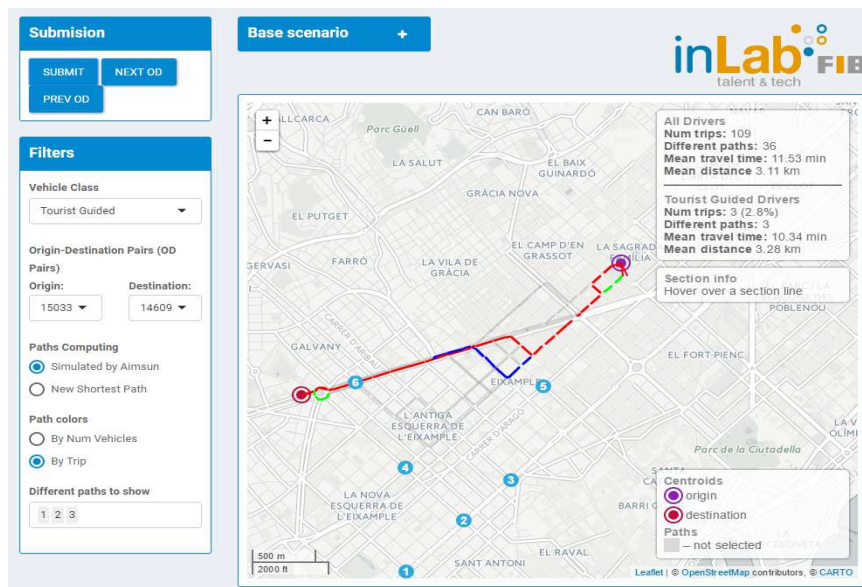 Submision
SUBMIT
NEXT OD
PREV OD
Filters
Vehicle Class
Tourist Guided
Origin-Destination Pairs (OD
Pairs)
Origin:
Destination:
15033
14609
Paths Computing
Simulated by Aimsun
New Shortest Path
Path colors
By Num Vehicles
By Trip
Different paths to show
1 2 3
Base scenario +
inLab FIB
talent & tech
+
−
ALLCARCA
CAN BARÓ
Parc Güell
LA SALUT
EL BAIX
GUINARDÓ
GRÀCIA NOVA
EL PUTGET
EL CAMP D'EN
GRASSOT
LA SAGRAD
FAMÍLIA
GERVASI
FARRÓ
LA VILA DE
GRÀCIA
CARRER D'ARIBAU
GALVANY
POBLENOU
EL FORT PIENC
EIXAMPLE
6
5
L'ANTIGA
ESQUERRA DE
L'EIXAMPLE
CARRER D'ARAGÓ
Parc de la Ciutadella
4
3
LA NOVA
ESQUERRA DE
L'EIXAMPLE
2
EL RAVAL
SANT ANTONI
1
500 m
2000 ft
All Drivers
Num trips: 109
Different paths: 36
Mean travel time: 11.53 min
Mean distance 3.11 km
Tourist Guided Drivers
Num trips: 3 (2.8%)
Different paths: 3
Mean travel time: 10.34 min
Mean distance 3.28 km
Section info
Hover over a section line
Centroids
origin
destination
Paths
– not selected
Leaflet | © OpenStreetMap contributors, © CARTO